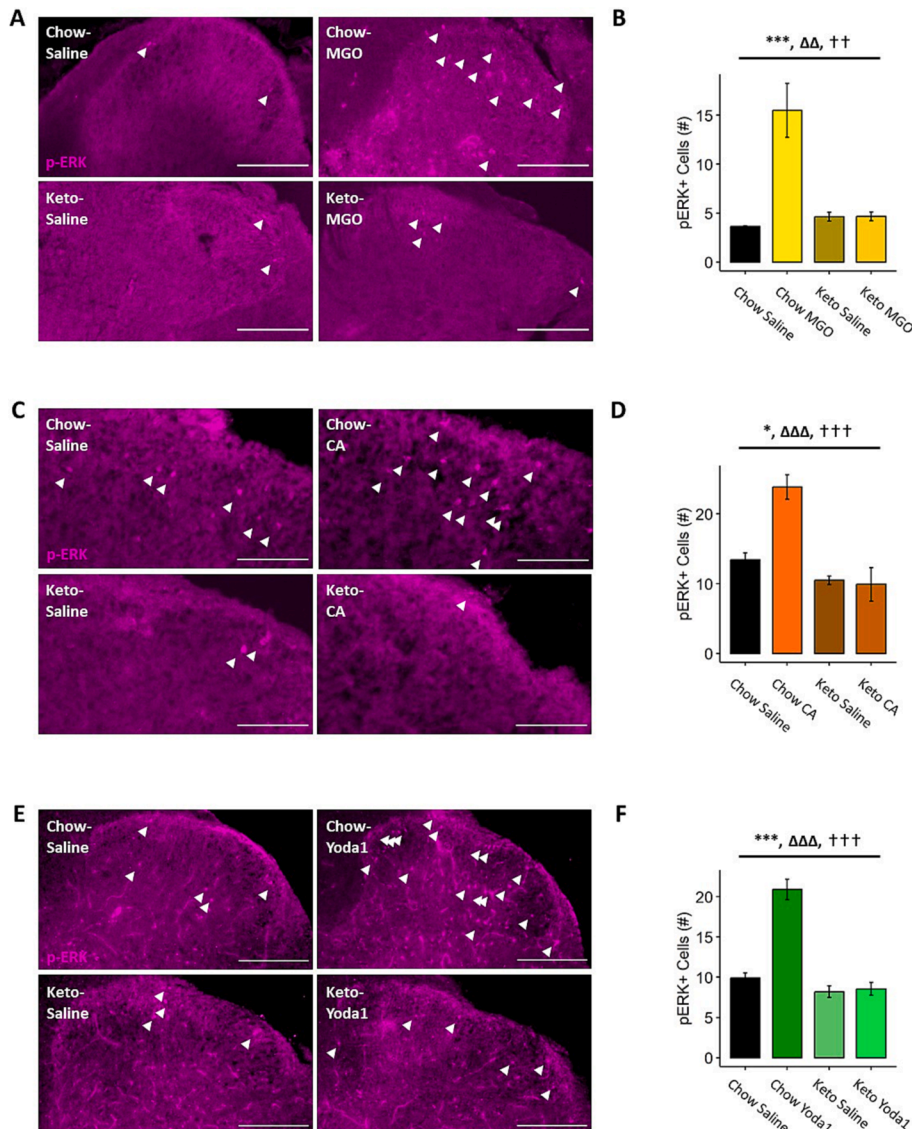 A
Chow-
Saline
p-ERK
Chow-
MGO
Keto-
Saline
Keto-
MGO
B
***, ΔΔ, ††
pERK+ Cells (#)
15
10
5
0
Chow Saline
Chow MGO
Keto Saline
Keto MGO
C
Chow-
Saline
p-ERK
Chow-
CA
Keto-
Saline
Keto-
CA
D
*, ΔΔΔ, †††
pERK+ Cells (#)
20
10
0
Chow Saline
Chow CA
Keto Saline
Keto CA
E
Chow-
Saline
p-ERK
Chow-
Yoda1
Keto-
Saline
Keto-
Yoda1
F
***, ΔΔΔ, †††
pERK+ Cells (#)
20
15
10
5
0
Chow Saline
Chow Yoda1
Keto Saline
Keto Yoda1